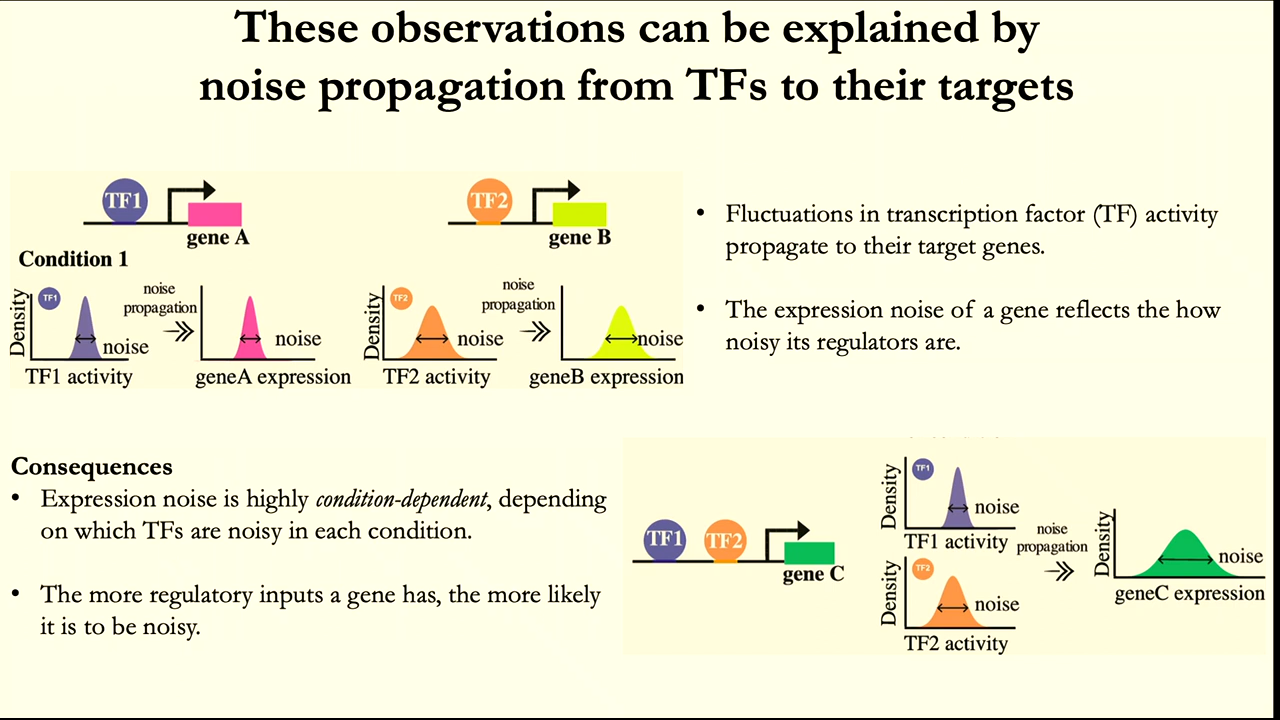 These observations can be explained by
noise propagation from TFs to their targets
TF1
gene A
TF2
gene B
Condition 1
Density
TF1
noise
TF1 activity
noise
propagation
noise
geneA expression
Density
TF2
noise
TF2 activity
noise
propagation
noise
geneB expression
• Fluctuations in transcription factor (TF) activity
propagate to their target genes.
• The expression noise of a gene reflects the how
noisy its regulators are.
Consequences
• Expression noise is highly condition-dependent, depending
on which TFs are noisy in each condition.
• The more regulatory inputs a gene has, the more likely
it is to be noisy.
TF1
TF2
gene C
Density
TF1
noise
TF1 activity
Density
TF2
noise
TF2 activity
noise
propagation
Density
noise
geneC expression